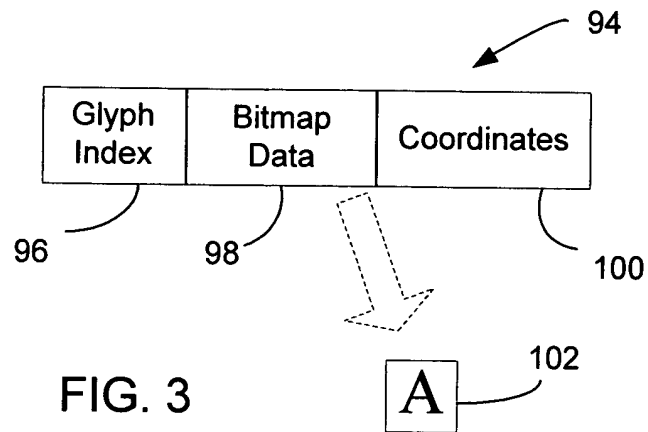 94
Glyph Index
Bitmap Data
Coordinates
96
98
100
FIG. 3
A
102